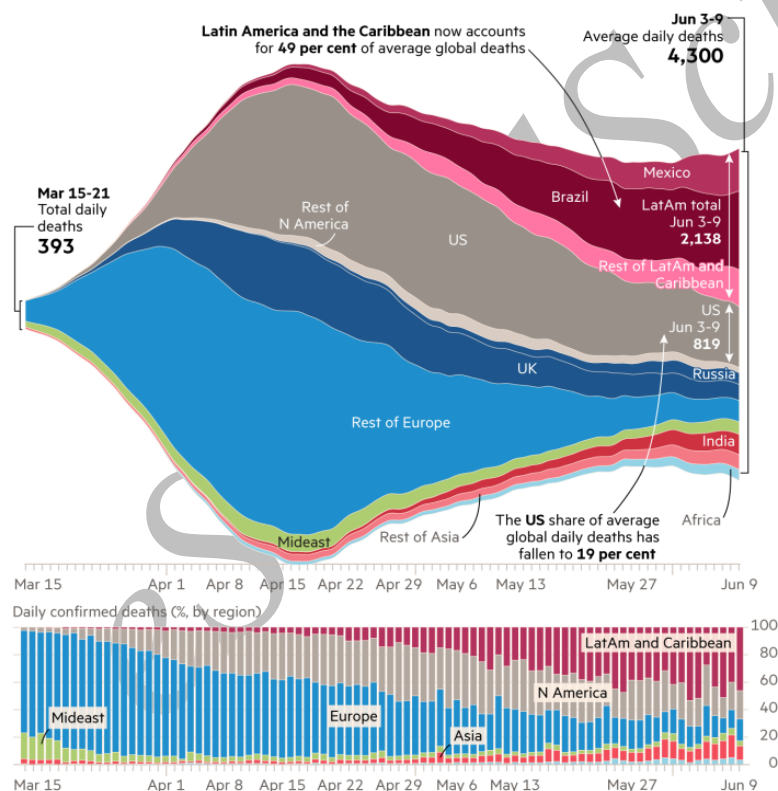 Jun 3-9
Latin America and the Caribbean now accounts
Average daily deaths
for 49 per cent of average global deaths
4,300
Mar 15-21
Total daily
deaths
393
Mexico
Brazil
LatAm total
Jun 3-9
2,138
Rest of
N America
US
Rest of LatAm and
Caribbean
US
Jun 3-9
819
UK
Russia
Rest of Europe
India
Mideast
Rest of Asia
The US share of average
global daily deaths has
fallen to 19 per cent
Africa
Mar 15 Apr 1 Apr 8 Apr 15 Apr 22 Apr 29 May 6 May 13 May 27 Jun 9
Daily confirmed deaths (%, by region)
100
LatAm and Caribbean
80
N America
60
Mideast
Europe
40
Asia
20
0
Mar 15 Apr 1 Apr 8 Apr 15 Apr 22 Apr 29 May 6 May 13 May 27 Jun 9